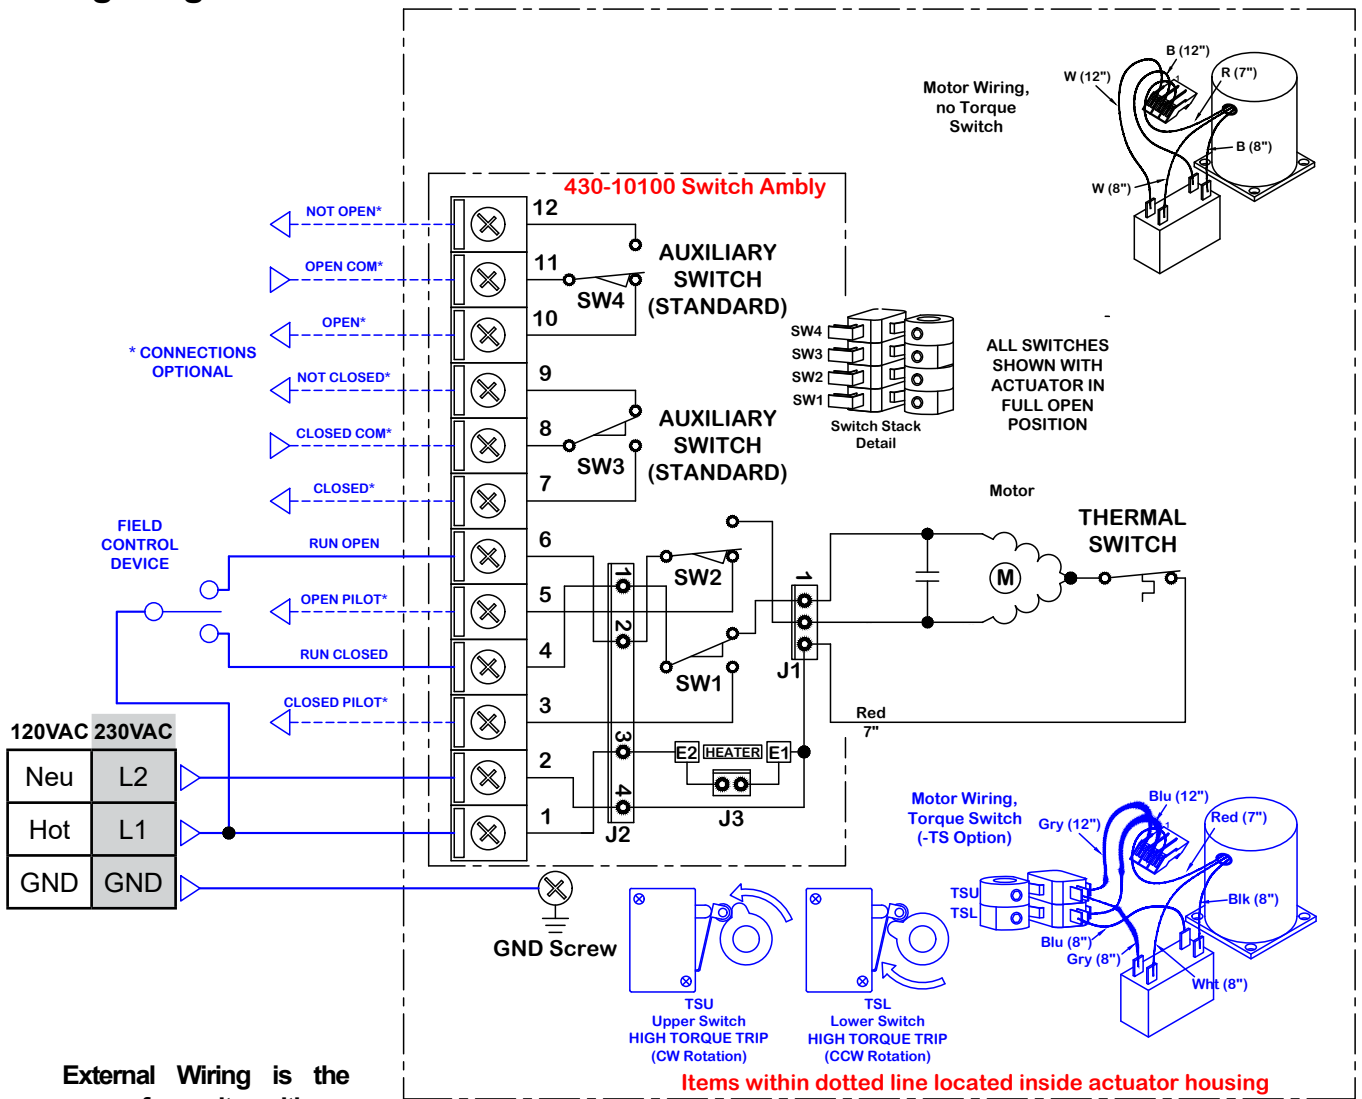 B (12")
W (12")
R (7")
Motor Wiring,
no Torque
Switch
B (8")
W (8")
430-10100 Switch Ambly
NOT OPEN*
12
OPEN COM*
11
AUXILIARY
SWITCH
(STANDARD)
SW4
OPEN*
10
* CONNECTIONS
OPTIONAL
NOT CLOSED*
9
CLOSED COM*
8
AUXILIARY
SWITCH
(STANDARD)
SW3
CLOSED*
7
SW4
SW3
SW2
SW1
Switch Stack
Detail
ALL SWITCHES
SHOWN WITH
ACTUATOR IN
FULL OPEN
POSITION
FIELD
CONTROL
DEVICE
RUN OPEN
6
OPEN PILOT*
5
RUN CLOSED
4
CLOSED PILOT*
3
2
1
1
2
3
4
J2
SW2
SW1
1
J1
E2
HEATER
E1
J3
Motor
M
THERMAL
SWITCH
Red
7"
120VAC 230VAC
Neu L2
Hot L1
GND GND
GND Screw
Motor Wiring,
Torque Switch
(-TS Option)
Blu (12")
Gry (12")
Red (7")
TSU
TSL
Blk (8")
Blu (8")
Gry (8")
Wht (8")
TSU
Upper Switch
HIGH TORQUE TRIP
(CW Rotation)
TSL
Lower Switch
HIGH TORQUE TRIP
(CCW Rotation)
External Wiring is the
Items within dotted line located inside actuator housing